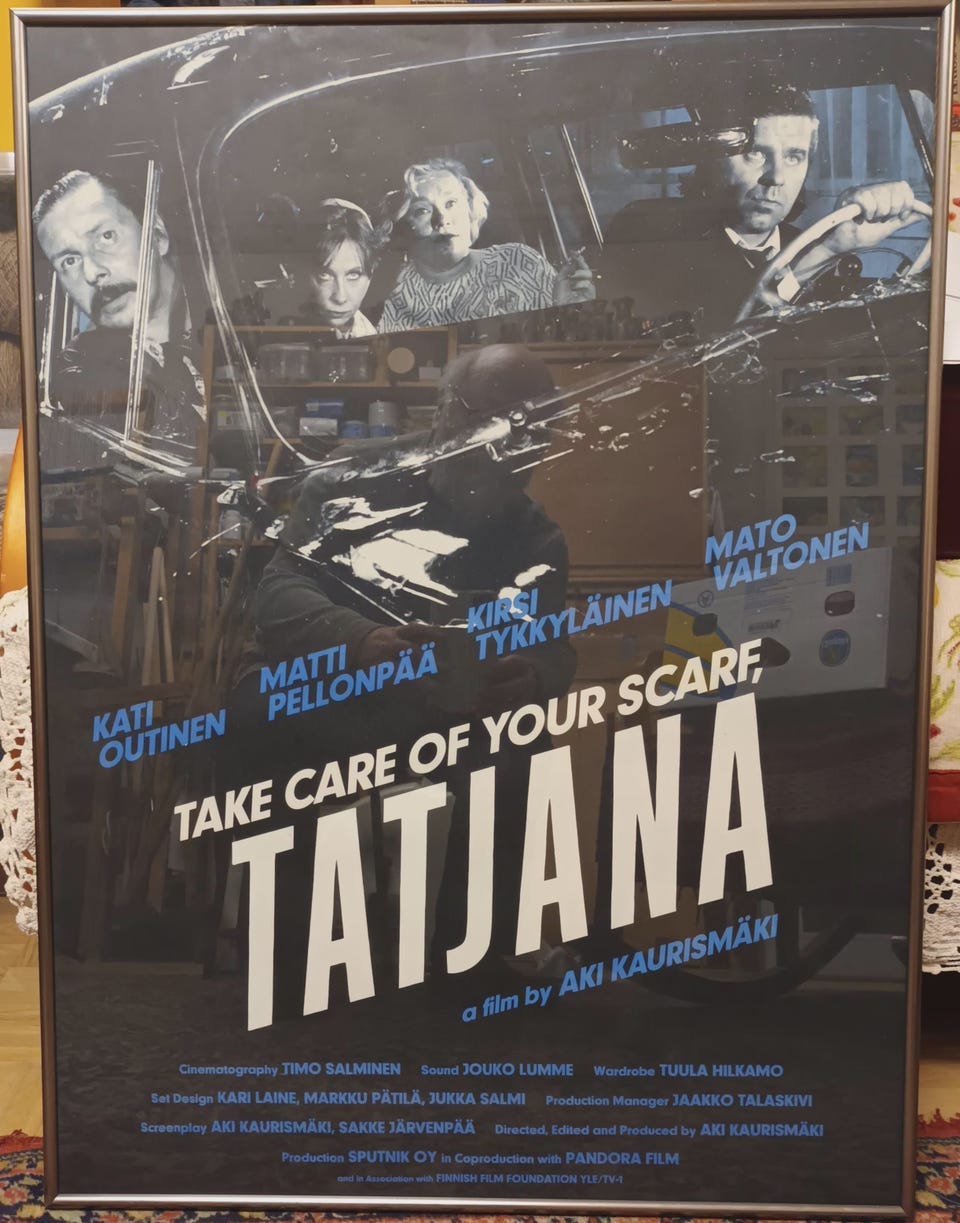 KATI
OUTINEN
MATTI
PELLONPÄÄ
KIRSI
TYKKYLÄINEN
MATO
VALTONEN
TAKE CARE OF YOUR SCARF,
TATJANA
a film by AKI KAURISMÄKI
Cinematography TIMO SALMINEN Sound JOUKO LUMME Wardrobe TUULA HILKAMO
Set Design KARI LAINE, MARKKU PÄTILÄ, JUKKA SALMI Production Manager JAAKKO TALASKIVI
Screenplay AKI KAURISMÄKI, SAKKE JÄRVENPÄÄ Directed, Edited and Produced by AKI KAURISMÄKI
Production SPUTNIK OY in Coproduction with PANDORA FILM
and in Association with FINNISH FILM FOUNDATION YLE/TV-1